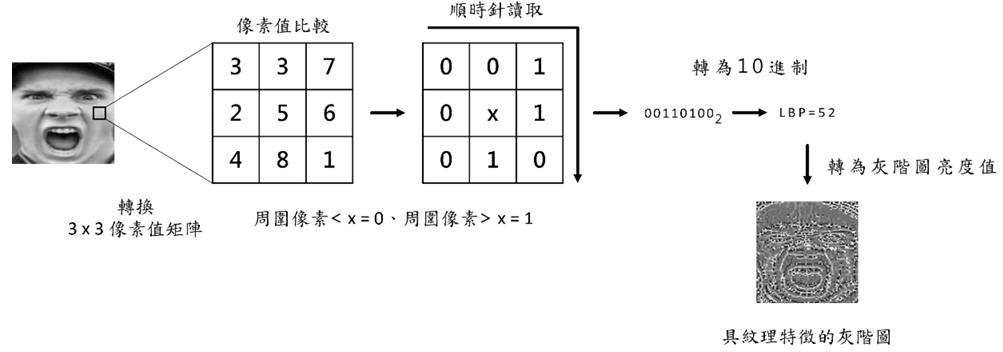 像素值比較
順時針讀取
3 3 7
2 5 6
4 8 1
0 0 1
0 x 1
0 1 0
轉為10進制
00110100₂
LBP=52
轉為灰階圖亮度值
轉換
3x3像素值矩陣
周圍像素< x=0、周圍像素> x=1
具紋理特徵的灰階圖